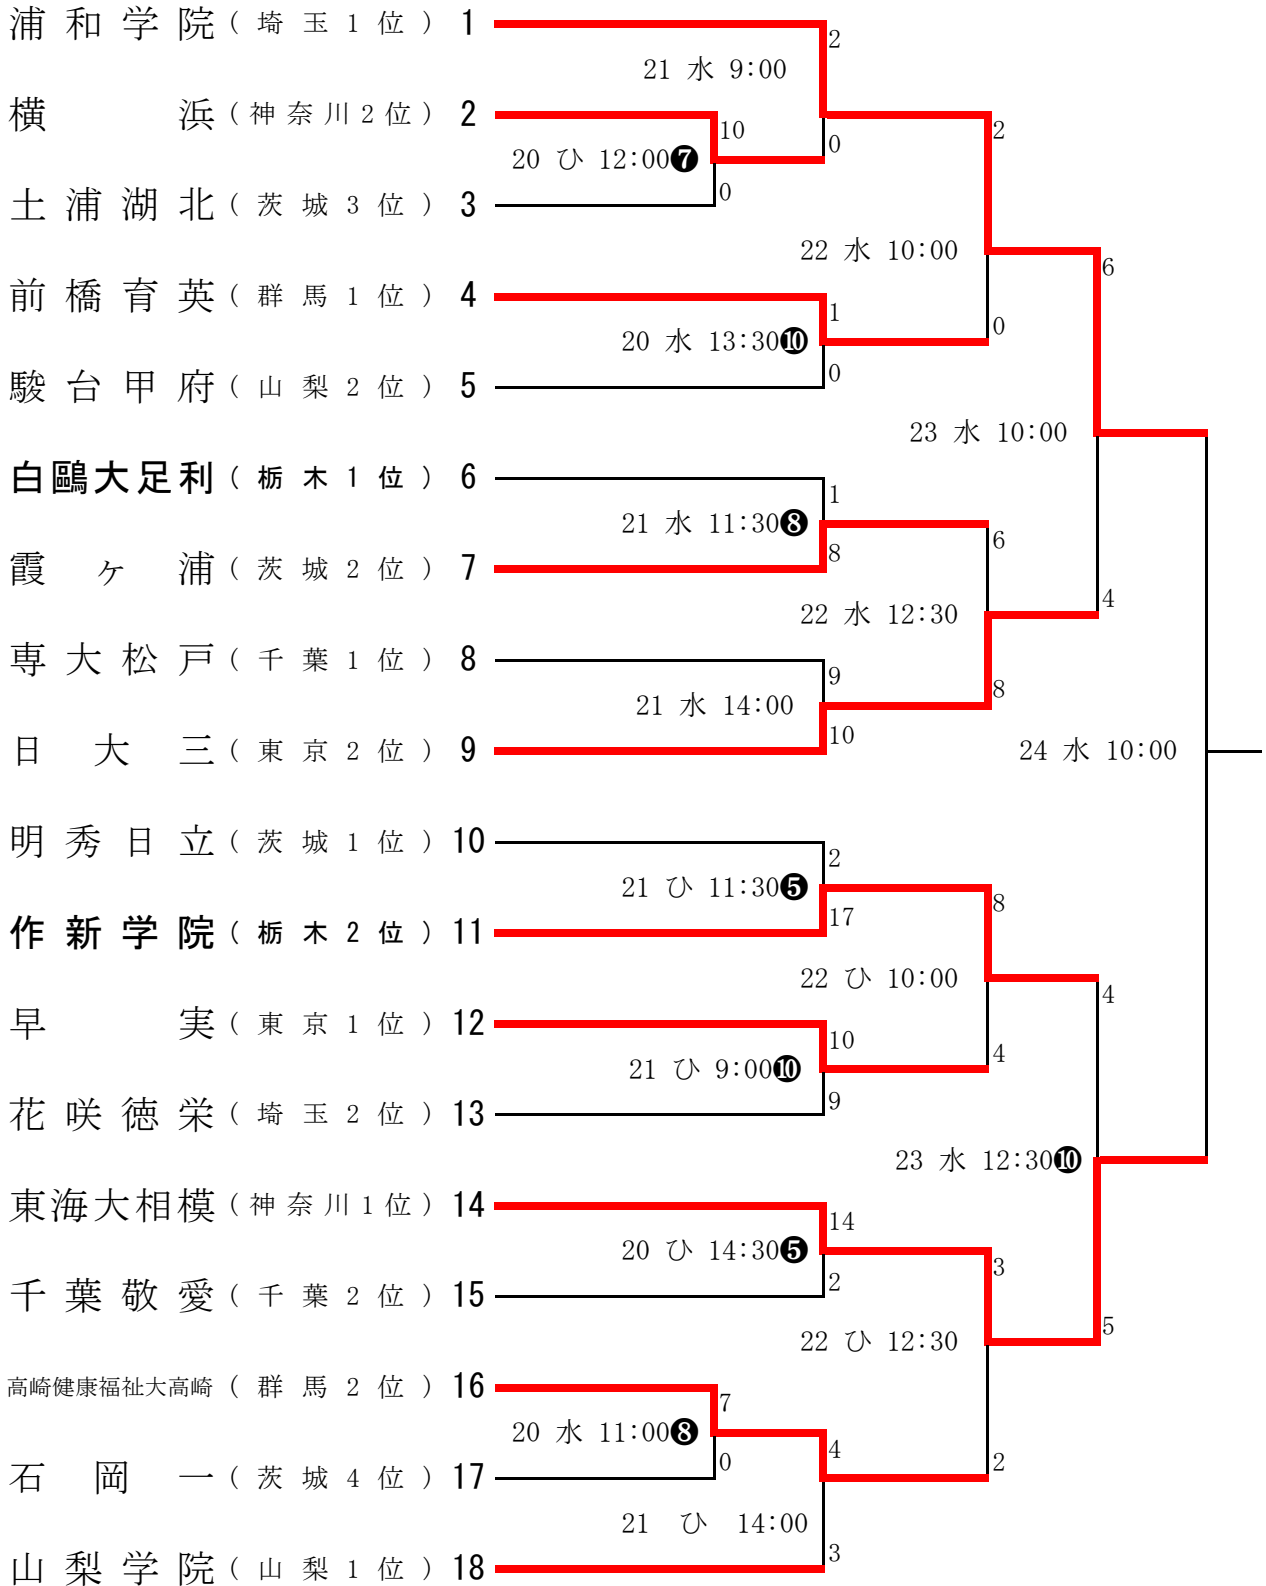 浦和学院(埼玉1位) 1
2
21 水 9:00
横浜(神奈川2位) 2
2
10
0
20 ひ 12:00❼
0
土浦湖北(茨城3位) 3
22 水 10:00
6
前橋育英(群馬1位) 4
1
0
20 水 13:30❿
0
駿台甲府(山梨2位) 5
23 水 10:00
白鷗大足利(栃木1位) 6
1
21 水 11:30❽
6
8
霞ヶ浦(茨城2位) 7
4
22 水 12:30
専大松戸(千葉1位) 8
9
8
21 水 14:00
10
日大三(東京2位) 9
24 水 10:00
明秀日立(茨城1位) 10
2
21 ひ 11:30❺
8
17
作新学院(栃木2位) 11
22 ひ 10:00
4
早実(東京1位) 12
10
4
21 ひ 9:00❿
9
花咲徳栄(埼玉2位) 13
23 水 12:30❿
東海大相模(神奈川1位) 14
14
20 ひ 14:30❺
3
2
千葉敬愛(千葉2位) 15
5
22 ひ 12:30
高崎健康福祉大高崎(群馬2位) 16
7
20 水 11:00❽
4
0
2
石岡一(茨城4位) 17
21 ひ 14:00
3
山梨学院(山梨1位) 18